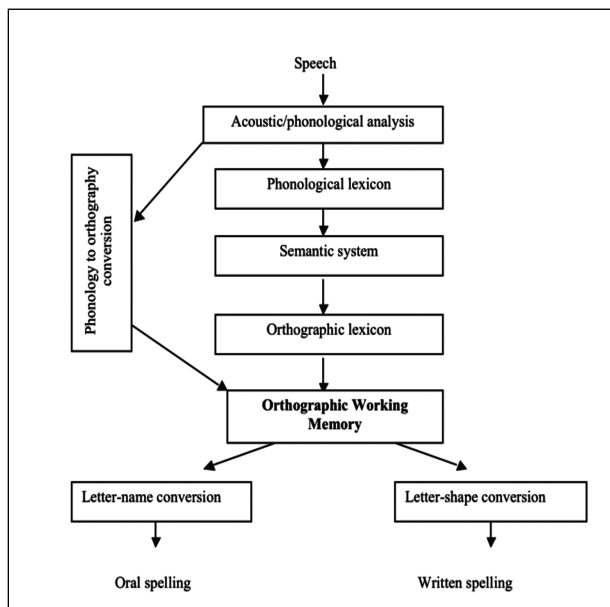 Speech
Acoustic/phonological analysis
Phonology to orthography
conversion
Phonological lexicon
Semantic system
Orthographic lexicon
Orthographic Working
Memory
Letter-name conversion
Letter-shape conversion
Oral spelling
Written spelling